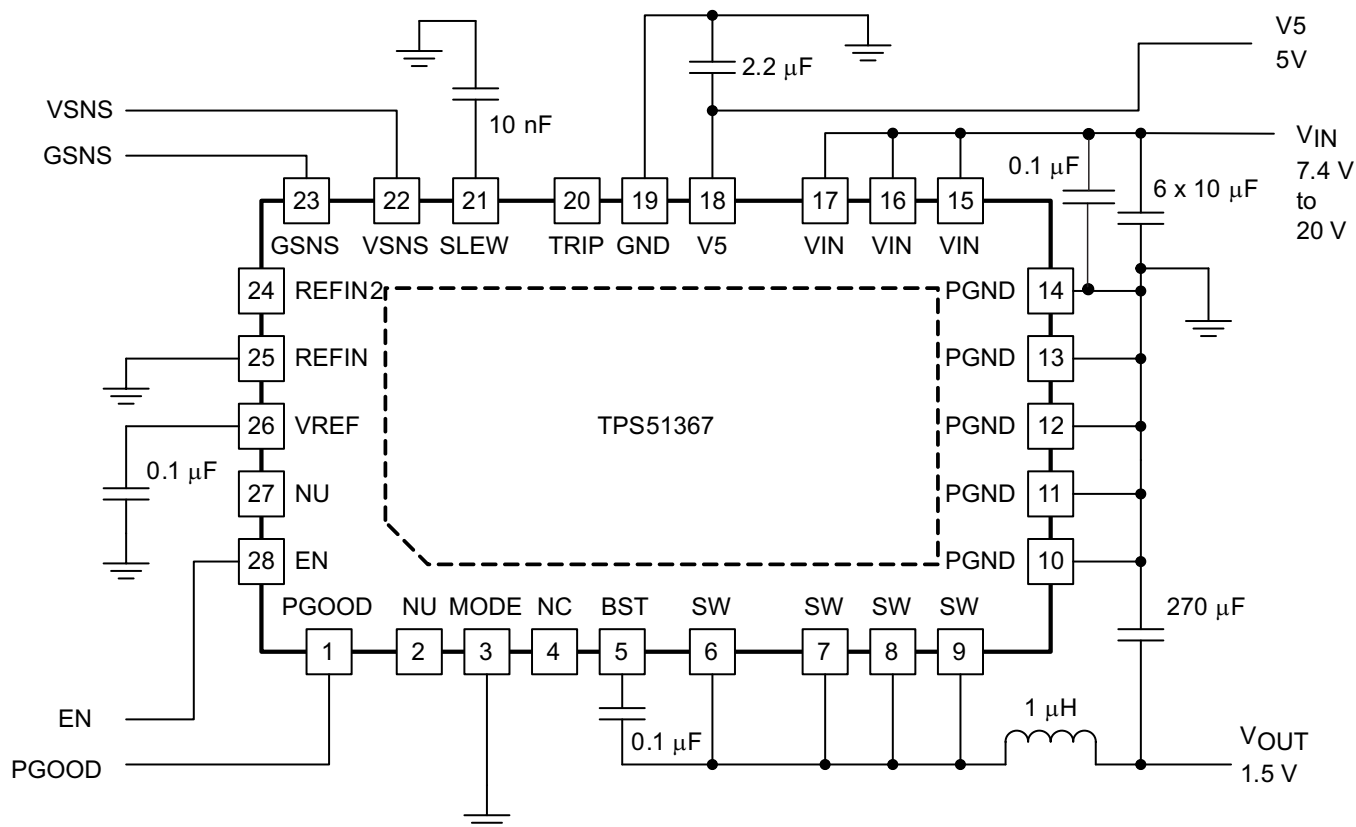 V5
5V
2.2 μF
VSNS
10 nF
GSNS
VIN
7.4 V
to
20 V
0.1 μF
6 x 10 μF
23 22 21 20 19 18 17 16 15
GSNS VSNS SLEW TRIP GND V5 VIN VIN VIN
24 REFIN2 PGND 14
25 REFIN PGND 13
26 VREF TPS51367 PGND 12
0.1 μF
27 NU PGND 11
28 EN PGND 10
PGOOD NU MODE NC BST SW SW SW SW
270 μF
1 2 3 4 5 6 7 8 9
EN
0.1 μF
1 μH
PGOOD
VOUT
1.5 V